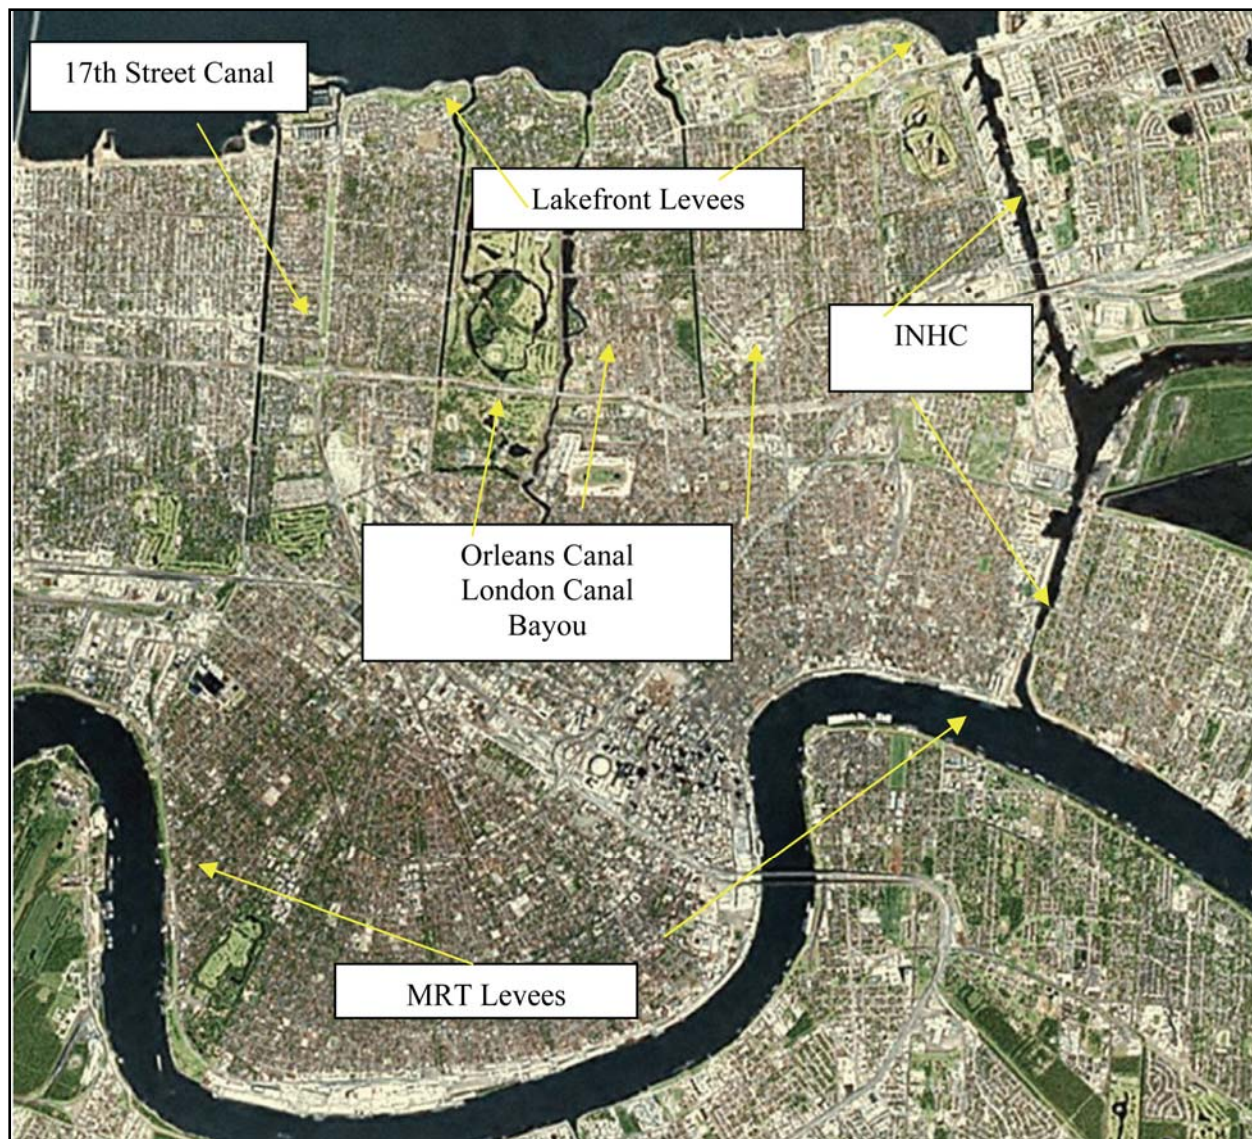 17th Street Canal
Lakefront Levees
INHC
Orleans Canal
London Canal
Bayou
MRT Levees